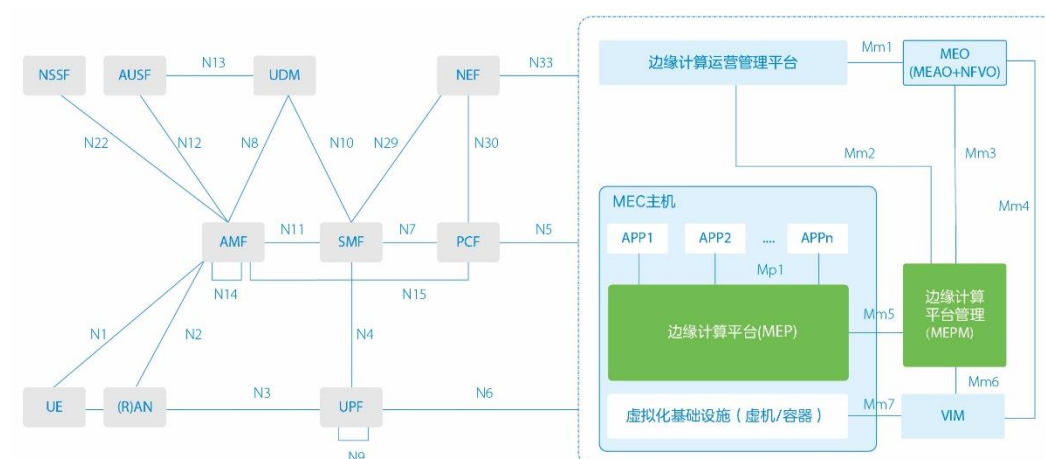 N13
N33
NSSF
AUSF
UDM
NEF
边缘计算运营管理平台
Mm1
MEO
(MEAO+NFVO)
N22
N12
N8
N10
N29
N30
Mm2
Mm3
Mm4
MEC主机
APP1
APP2
....
APPn
AMF
N11
SMF
N7
PCF
N5
Mp1
N14
N15
边缘计算平台(MEP)
Mm5
边缘计算
平台管理
(MEPM)
N1
N2
N4
Mm6
UE
(R)AN
N3
UPF
N6
虚拟化基础设施（虚机/容器）
Mm7
VIM
N9